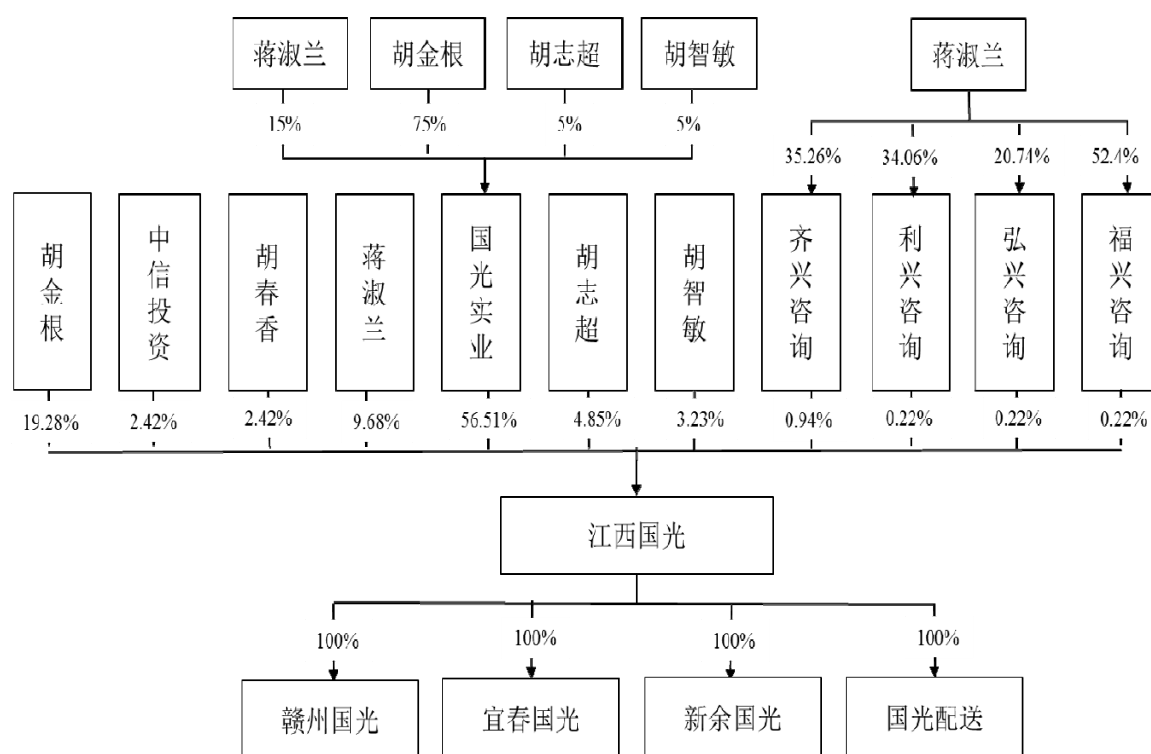 蒋淑兰
胡金根
胡志超
胡智敏
蒋淑兰
15%
75%
5%
5%
35.26%
34.06%
20.74%
52.4%
胡金根
中信投资
胡春香
蒋淑兰
国光实业
胡志超
胡智敏
齐兴咨询
利兴咨询
弘兴咨询
福兴咨询
19.28%
2.42%
2.42%
9.68%
56.51%
4.85%
3.23%
0.94%
0.22%
0.22%
0.22%
江西国光
100%
100%
100%
100%
赣州国光
宜春国光
新余国光
国光配送